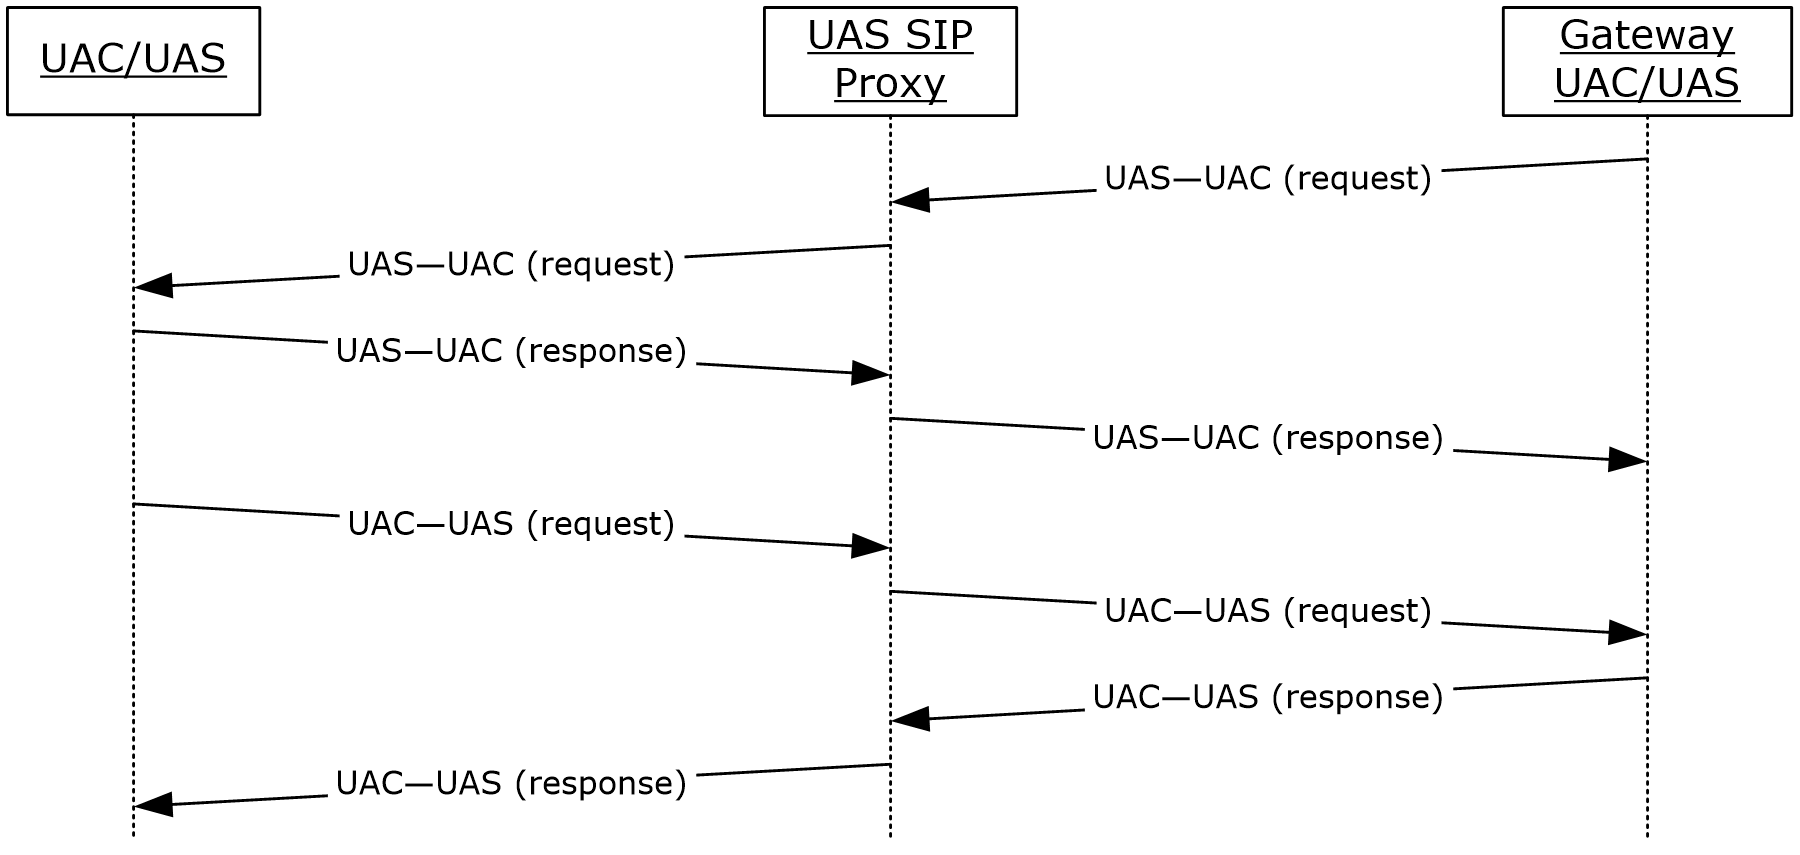 UAC/UAS
UAS SIP
Proxy
Gateway
UAC/UAS
UAS—UAC (request)
UAS—UAC (request)
UAS—UAC (response)
UAS—UAC (response)
UAC—UAS (request)
UAC—UAS (request)
UAC—UAS (response)
UAC—UAS (response)